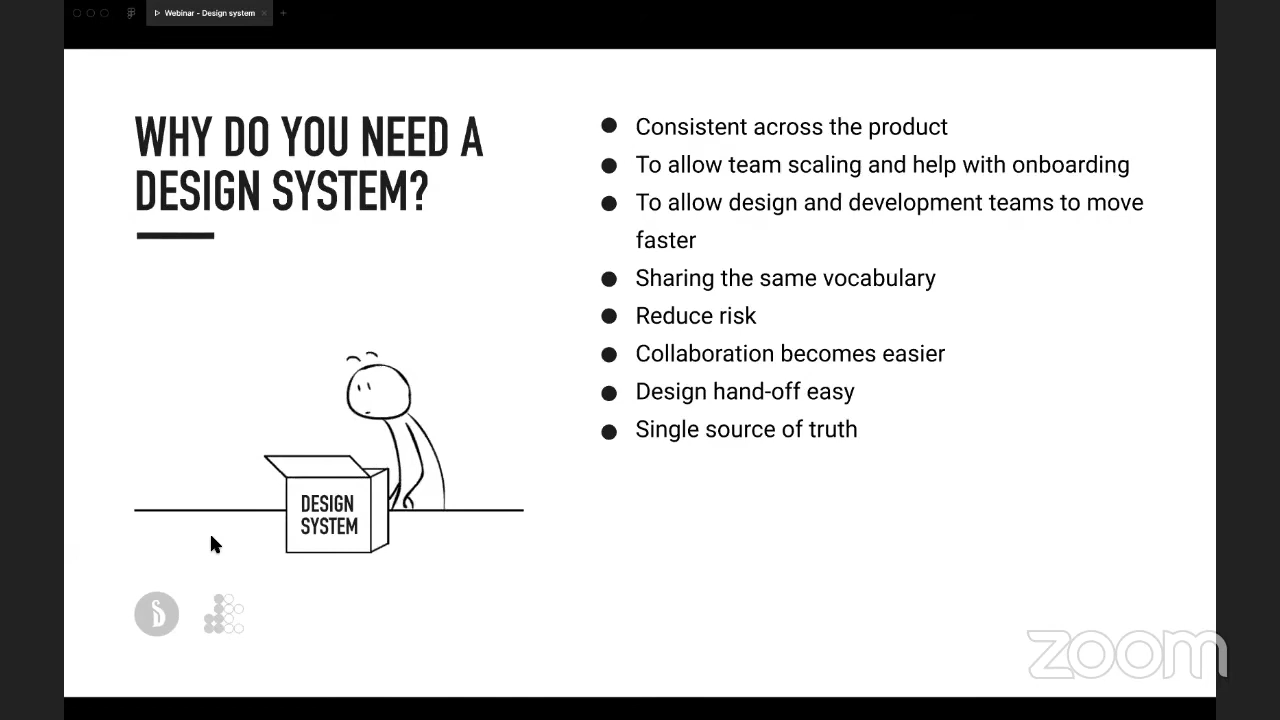 Webinar - Design system
WHY DO YOU NEED A
DESIGN SYSTEM?
Consistent across the product
To allow team scaling and help with onboarding
To allow design and development teams to move
faster
Sharing the same vocabulary
Reduce risk
Collaboration becomes easier
Design hand-off easy
Single source of truth
DESIGN
SYSTEM
zoom